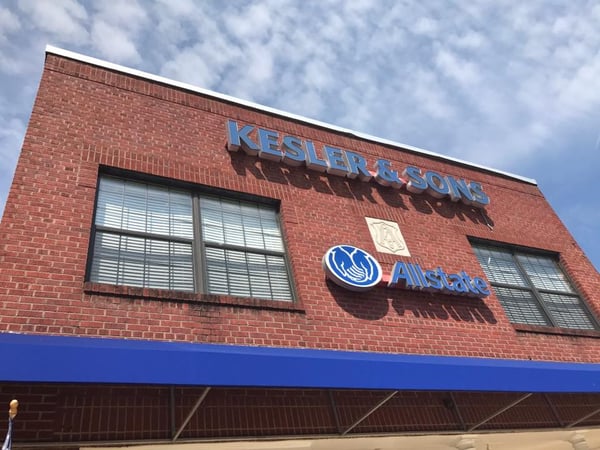 KESLER & SONS
A
Allstate